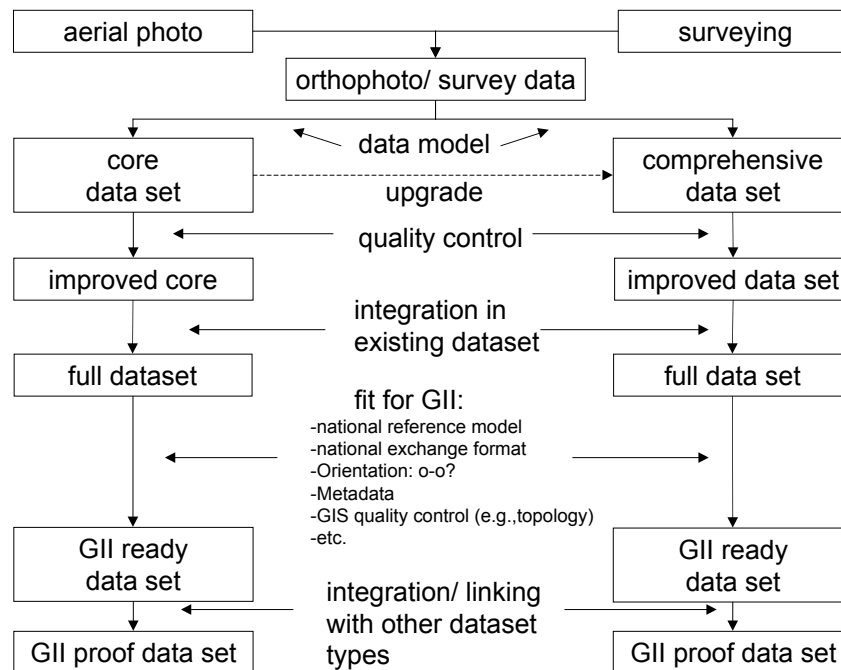 aerial photo
surveying
orthophoto/ survey data
data model
core
data set
comprehensive
data set
upgrade
quality control
improved core
improved data set
integration in
existing dataset
full dataset
full data set
fit for GII:
-national reference model
-national exchange format
-Orientation: o-o?
-Metadata
-GIS quality control (e.g.,topology)
-etc.
GII ready
data set
GII ready
data set
integration/ linking
with other dataset
types
GII proof data set
GII proof data set